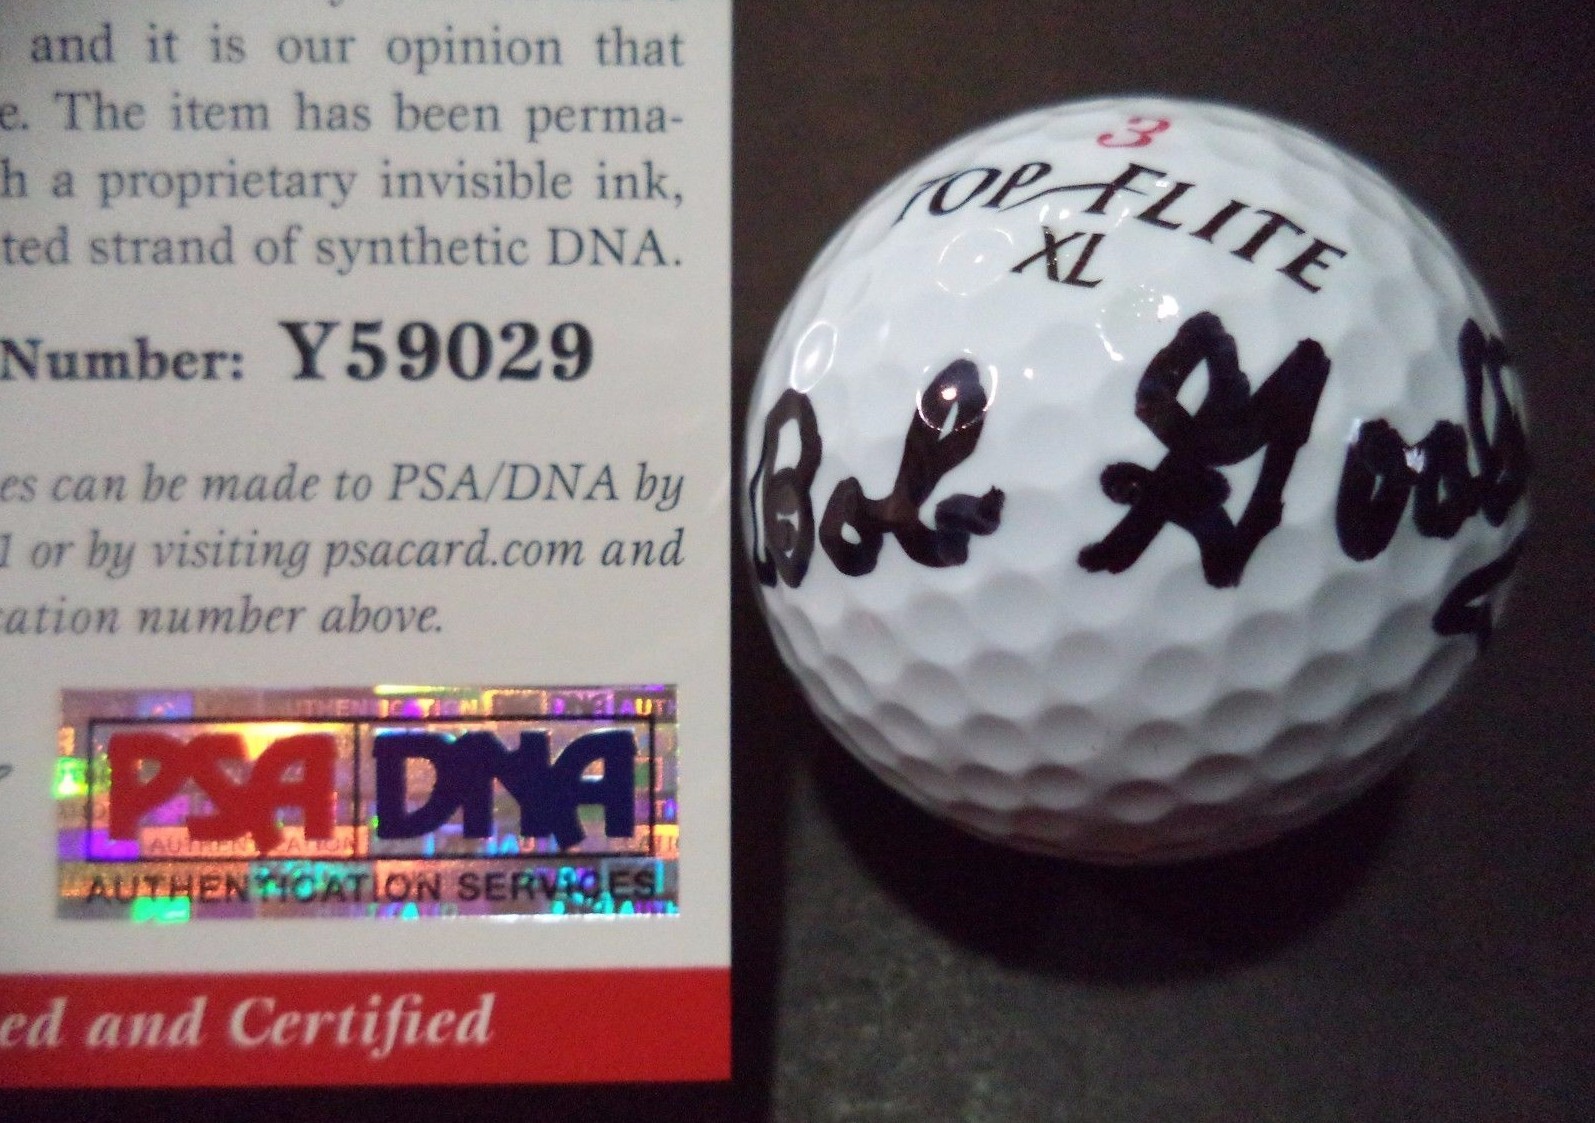 and it is our opinion that
e. The item has been perma-
h a proprietary invisible ink,
ted strand of synthetic DNA.
Number: Y59029
es can be made to PSA/DNA by
1 or by visiting psacard.com and
cation number above.
PSA DNA
AUTHENTICATION SERVICES
ed and Certified
3
TOP-FLITE
XL
Bob Goalby